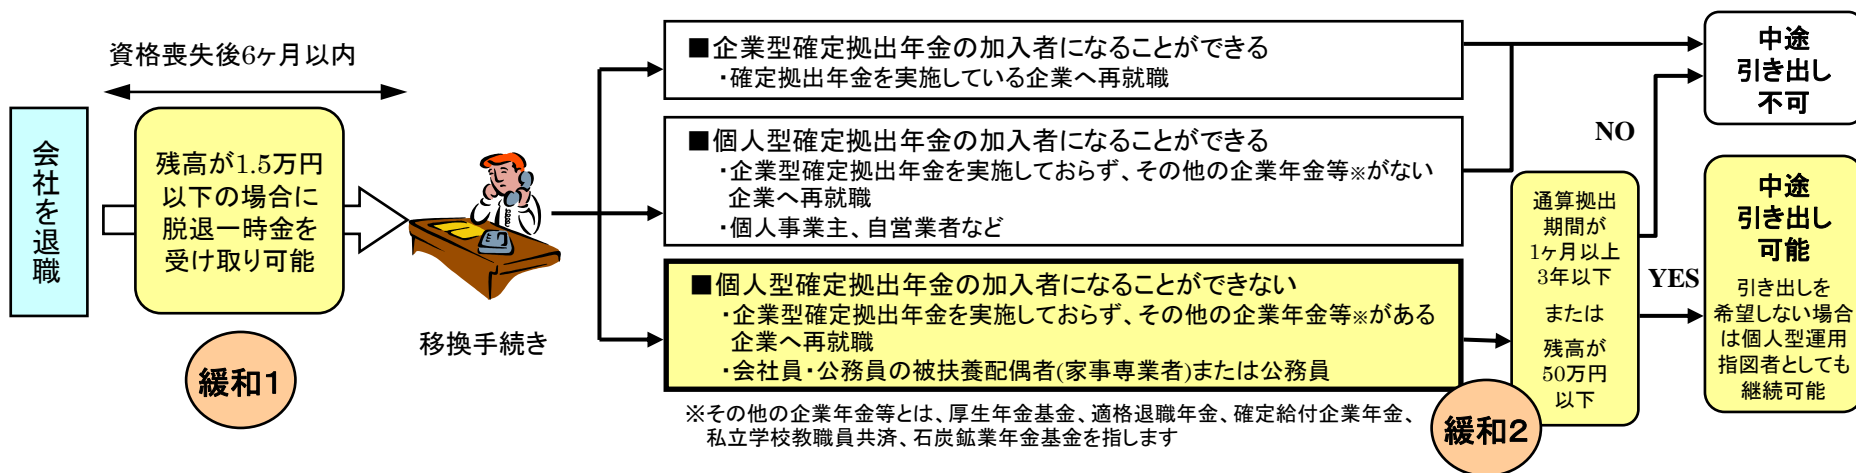 資格喪失後6ヶ月以内
会社を退職
残高が1.5万円
以下の場合に
脱退一時金を
受け取り可能
緩和1
移換手続き
■企業型確定拠出年金の加入者になることができる
・確定拠出年金を実施している企業へ再就職
■個人型確定拠出年金の加入者になることができる
・企業型確定拠出年金を実施しておらず、その他の企業年金等※がない
企業へ再就職
・個人事業主、自営業者など
■個人型確定拠出年金の加入者になることができない
・企業型確定拠出年金を実施しておらず、その他の企業年金等※がある
企業へ再就職
・会社員・公務員の被扶養配偶者(家事専業者)または公務員
※その他の企業年金等とは、厚生年金基金、適格退職年金、確定給付企業年金、
私立学校教職員共済、石炭鉱業年金基金を指します
緩和2
通算拠出
期間が
1ヶ月以上
3年以下
または
残高が
50万円
以下
NO
YES
中途
引き出し
不可
中途
引き出し
可能
引き出しを
希望しない場合
は個人型運用
指図者としても
継続可能